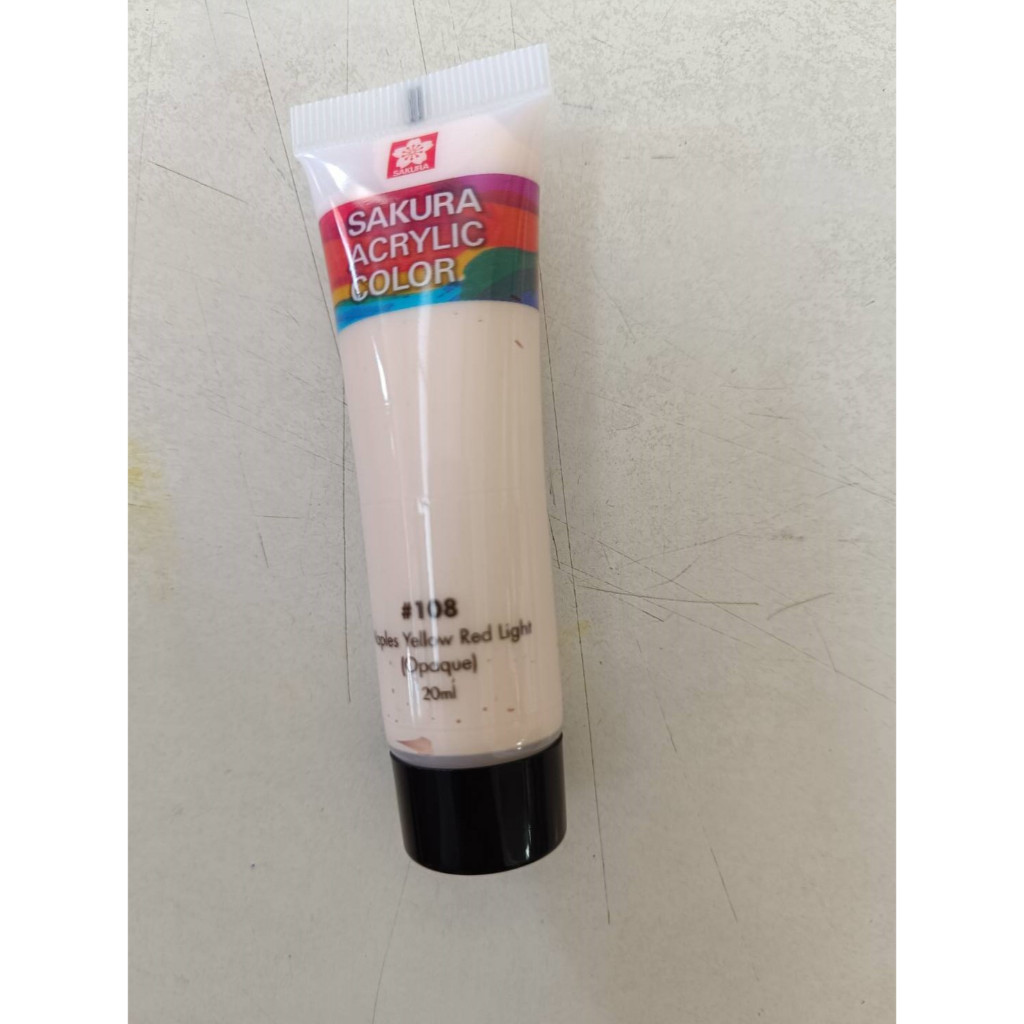 SAKURA
SAKURA
ACRYLIC
COLOR
#108
Yellow Red Light
(Opaque)
20ml